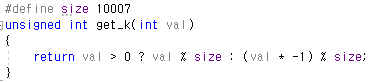 #define size 10007
unsigned int get_k(int val)
{
return val > 0 ? val % size : (val * -1) % size;
}